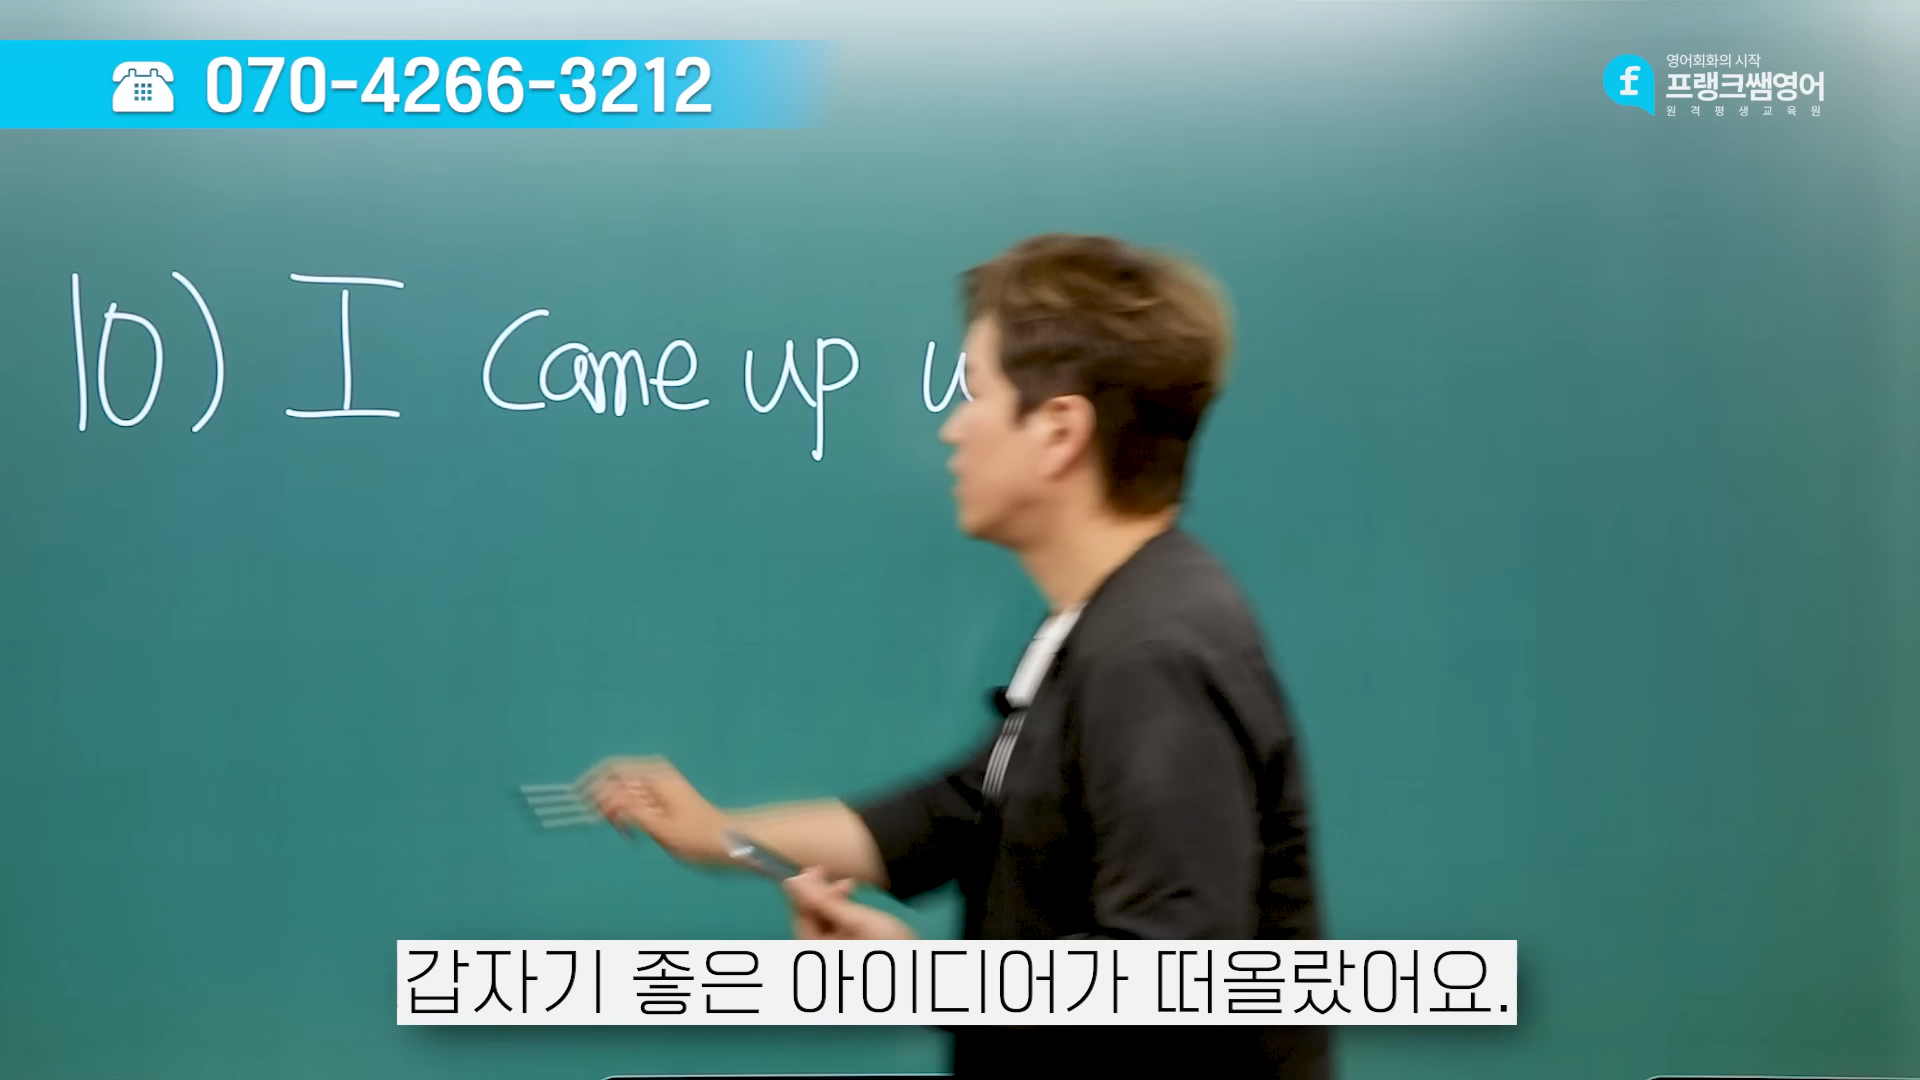 070-4266-3212
영어회화의 시작
프랭크쌤영어
원격평생교육원
10) I came up
갑자기 좋은 아이디어가 떠올랐어요.